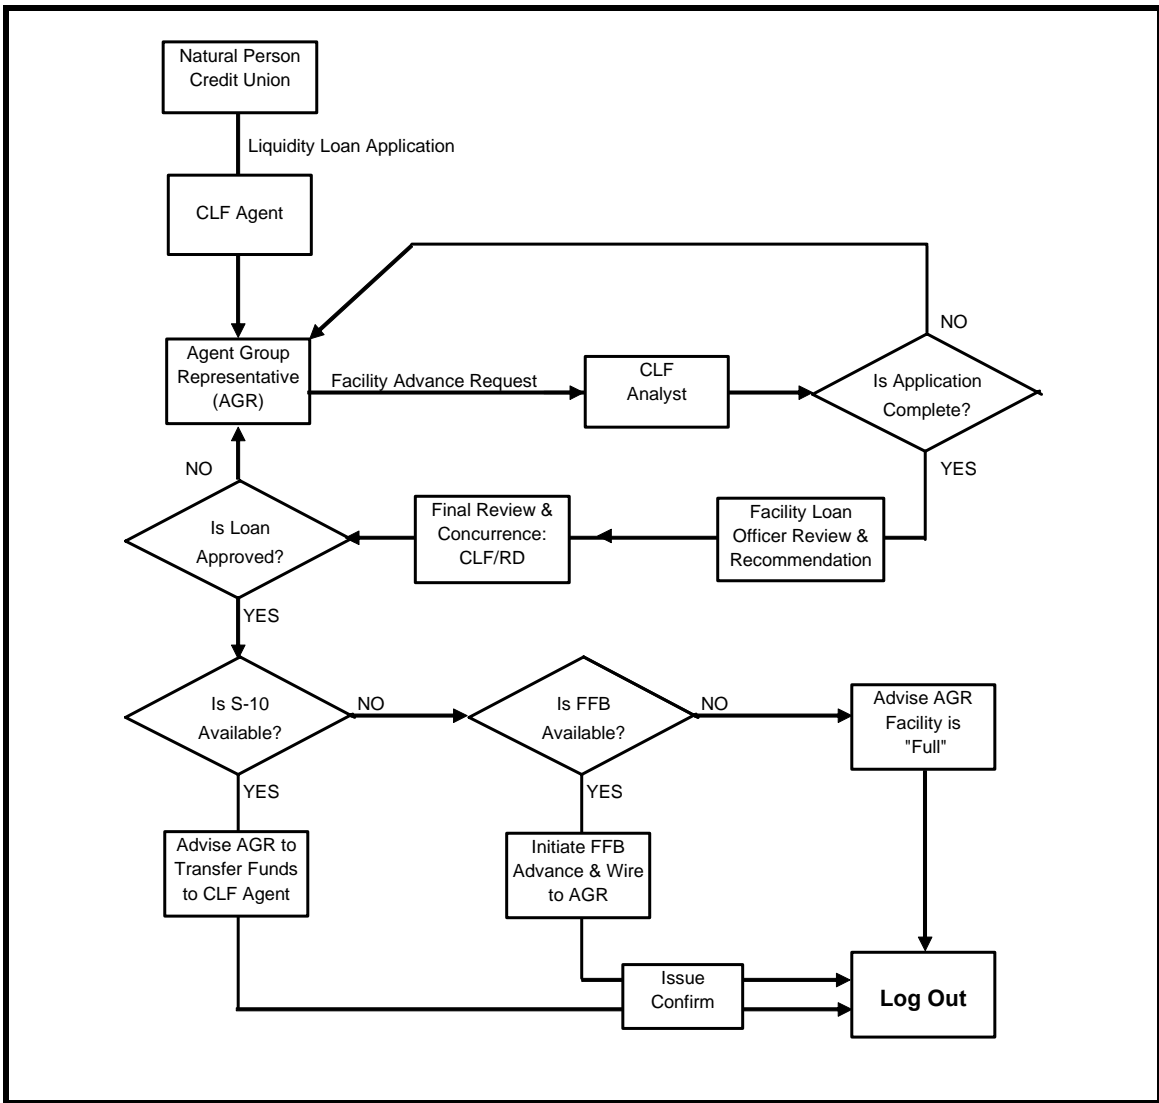 Natural Person
Credit Union
Liquidity Loan Application
CLF Agent
NO
Agent Group
Representative
(AGR)
Facility Advance Request
CLF
Analyst
Is Application
Complete?
YES
NO
Is Loan
Approved?
Final Review &
Concurrence:
CLF/RD
Facility Loan
Officer Review &
Recommendation
YES
Is S-10
Available?
NO
Is FFB
Available?
NO
Advise AGR
Facility is
"Full"
YES
YES
Advise AGR to
Transfer Funds
to CLF Agent
Initiate FFB
Advance & Wire
to AGR
Issue
Confirm
Log Out